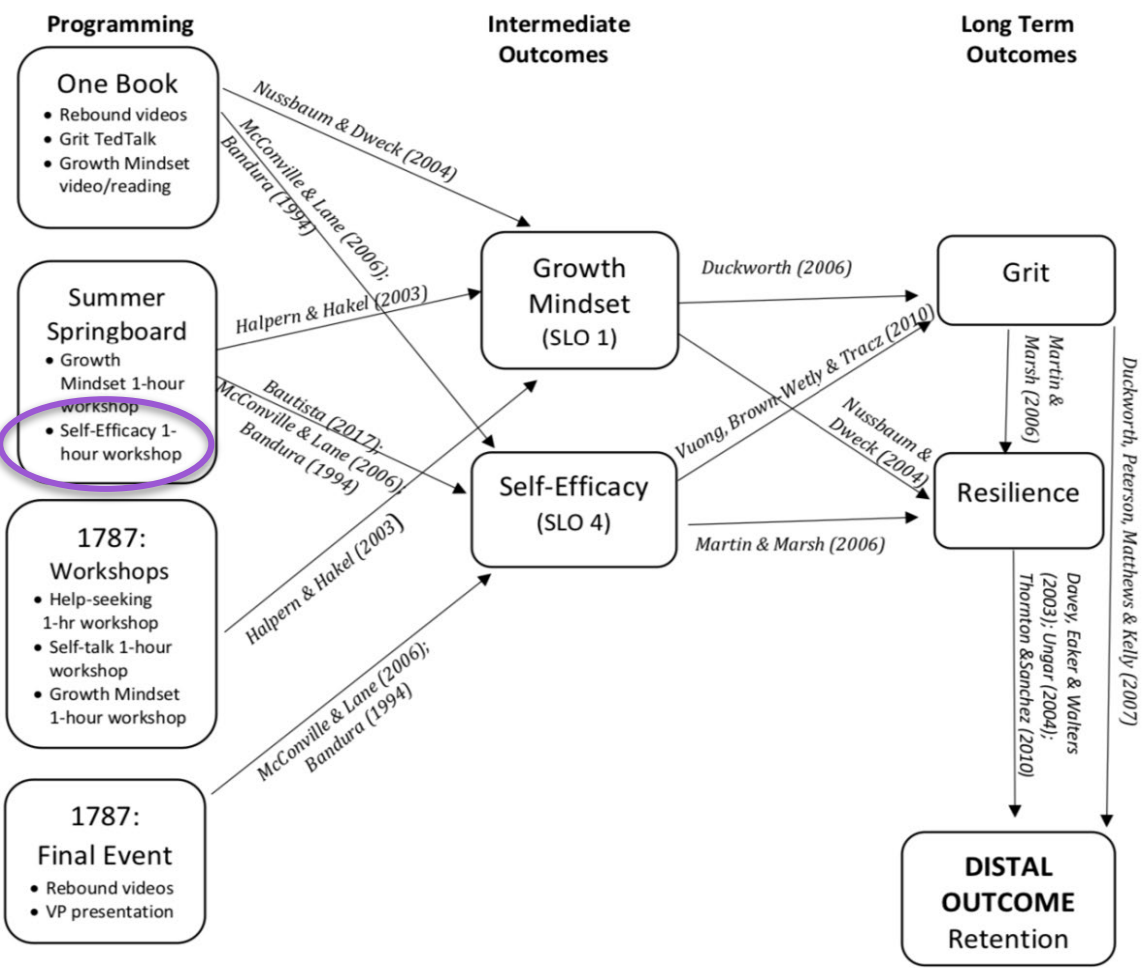 Programming
Intermediate
Outcomes
Long Term
Outcomes
One Book
• Rebound videos
• Grit TedTalk
• Growth Mindset
video/reading
Summer
Springboard
• Growth
Mindset 1-hour
workshop
• Self-Efficacy 1-
hour workshop
1787:
Workshops
• Help-seeking
1-hr workshop
• Self-talk 1-hour
workshop
• Growth Mindset
1-hour workshop
1787:
Final Event
• Rebound videos
• VP presentation
Nussbaum & Dweck (2004)
McConville & Lane (2006);
Bandura (1994)
Halpern & Hakel (2003)
Bautista (2017);
McConville & Lane (2006);
Bandura (1994)
Halpern & Hakel (2003)
McConville & Lane (2006);
Bandura (1994)
Growth
Mindset
(SLO 1)
Self-Efficacy
(SLO 4)
Duckworth (2006)
Vuong, Brown-Wetly & Tracz (2010)
Nussbaum &
Dweck (2004)
Martin & Marsh (2006)
Grit
Martin &
Marsh (2006)
Resilience
Davey, Eaker & Walters
(2003); Ungar (2004);
Thornton &Sanchez (2010)
Duckworth, Peterson, Matthews & Kelly (2007)
DISTAL
OUTCOME
Retention